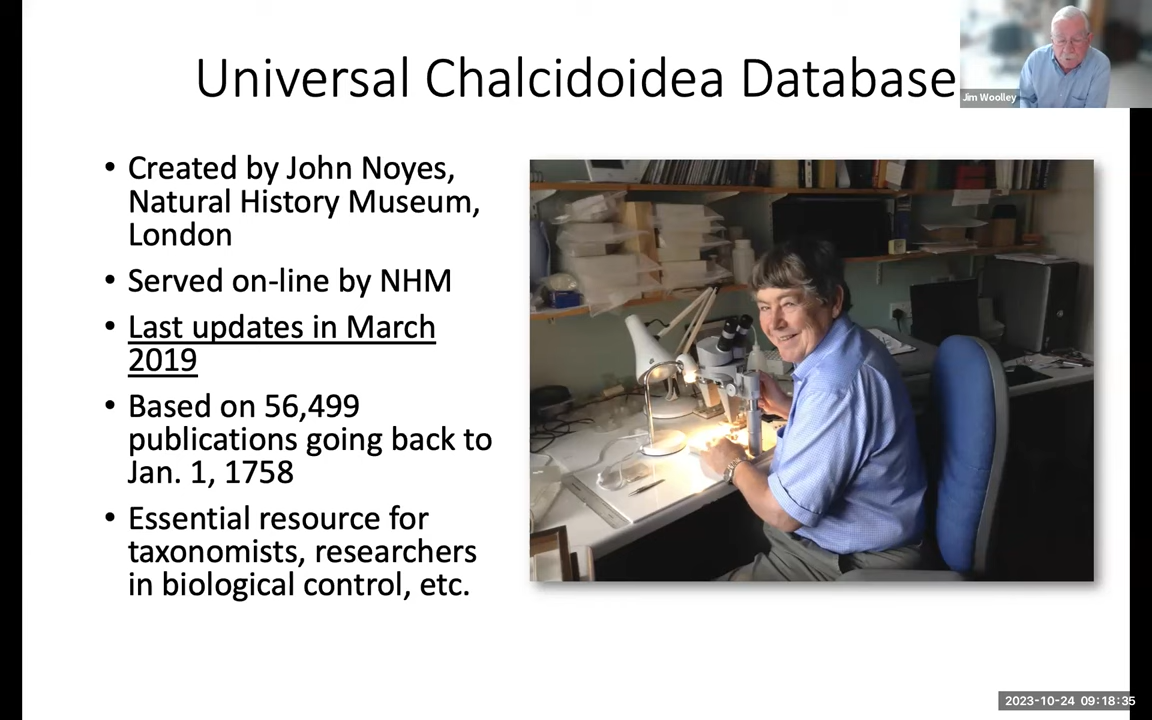 Universal Chalcidoidea Database
Jim Woolley
• Created by John Noyes,
Natural History Museum,
London
• Served on-line by NHM
• Last updates in March
2019
• Based on 56,499
publications going back to
Jan. 1, 1758
• Essential resource for
taxonomists, researchers
in biological control, etc.
2023-10-24 09:18:35